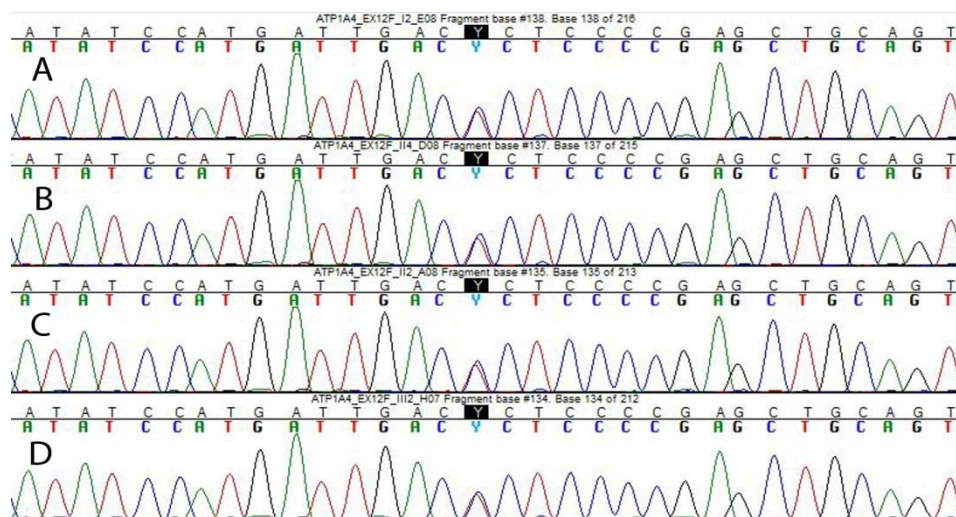 ATP1A4_EX12F_I2_E08 Fragment base #138. Base 138 of 216
A T A T C C A T G A T T G A C Y C T C C C C G A G C T G C A G T
A T A T C C A T G A T T G A C Y C T C C C C G A G C T G C A G T
A
ATP1A4_EX12F_II4_D08 Fragment base #137. Base 137 of 215
A T A T C C A T G A T T G A C Y C T C C C C G A G C T G C A G T
A T A T C C A T G A T T G A C Y C T C C C C G A G C T G C A G T
B
ATP1A4_EX12F_II2_A08 Fragment base #135. Base 135 of 213
A T A T C C A T G A T T G A C Y C T C C C C G A G C T G C A G T
A T A T C C A T G A T T G A C Y C T C C C C G A G C T G C A G T
C
ATP1A4_EX12F_III2_H07 Fragment base #134. Base 134 of 212
A T A T C C A T G A T T G A C Y C T C C C C G A G C T G C A G T
A T A T C C A T G A T T G A C Y C T C C C C G A G C T G C A G T
D